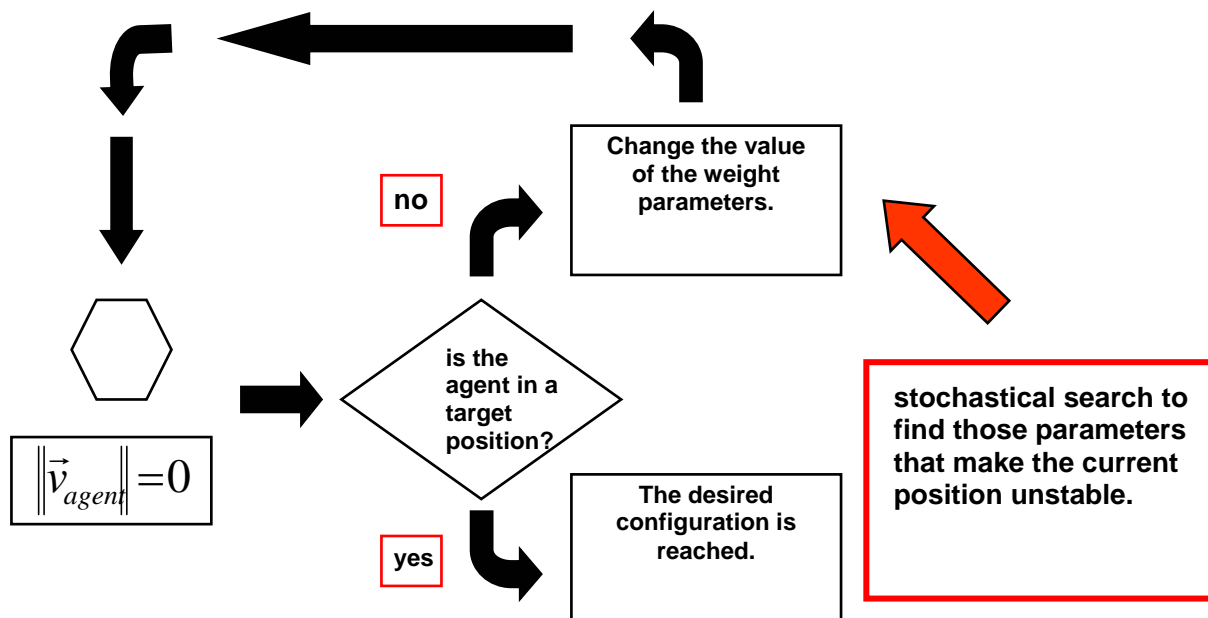 Change the value
of the weight
parameters.
no
is the
agent in a
target
position?
‖v⃗agent‖=0
stochastical search to
find those parameters
that make the current
position unstable.
The desired
configuration is
reached.
yes